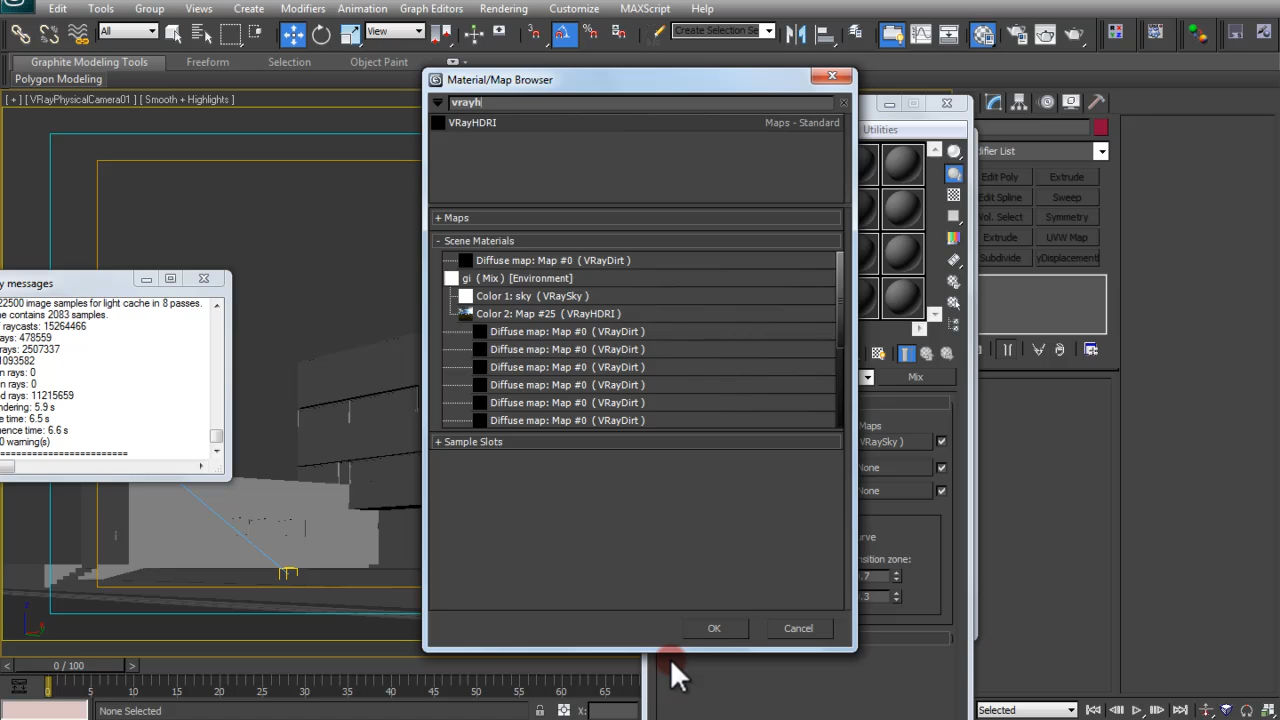 Edit Tools Group Views Create Modifiers Animation Graph Editors Rendering Customize MAXScript Help
All View Create Selection Se
Graphite Modeling Tools Freeform Selection Object Paint
Polygon Modeling
[ + ] [ VRayPhysicalCamera01 ] [ Smooth + Highlights ]
Material/Map Browser
vrayh
VRayHDRI Maps - Standard
+ Maps
- Scene Materials
Diffuse map: Map #0 ( VRayDirt )
gi ( Mix ) [Environment]
Color 1: sky ( VRaySky )
Color 2: Map #25 ( VRayHDRI )
Diffuse map: Map #0 ( VRayDirt )
Diffuse map: Map #0 ( VRayDirt )
Diffuse map: Map #0 ( VRayDirt )
Diffuse map: Map #0 ( VRayDirt )
Diffuse map: Map #0 ( VRayDirt )
Diffuse map: Map #0 ( VRayDirt )
+ Sample Slots
OK Cancel
y messages
22500 image samples for light cache in 8 passes.
e contains 2083 samples.
f raycasts: 15264466
rays: 478559
rays: 2507337
1093582
n rays: 0
n rays: 0
d rays: 11215659
dering: 5.9 s
e time: 6.5 s
uence time: 6.6 s
0 warning(s)
========================
Utilities
Mix
Maps
VRaySky )
None
None
urve
nsition zone:
.7
.3
difier List
Edit Poly Extrude
Edit Spline Sweep
Vol. Select Symmetry
Extrude UVW Map
Subdivide yDisplacement
< 0 / 100 >
0 5 10 15 20 25 30 35 40 45 50 55 60 65
None Selected X: Selected